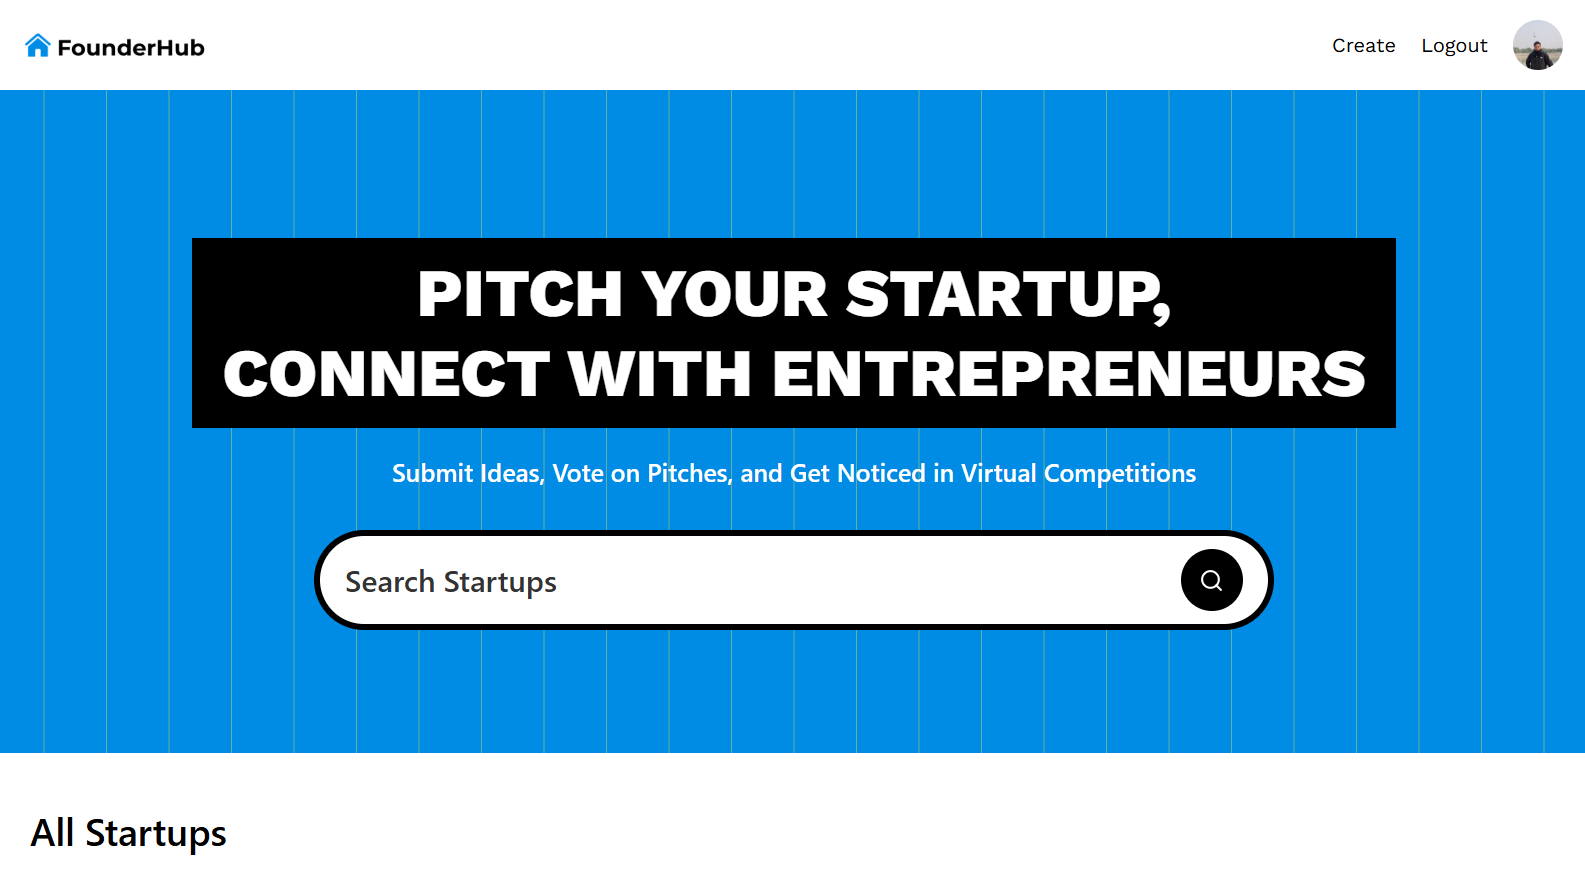 FounderHub
Create
Logout
PITCH YOUR STARTUP,
CONNECT WITH ENTREPRENEURS
Submit Ideas, Vote on Pitches, and Get Noticed in Virtual Competitions
Search Startups
All Startups